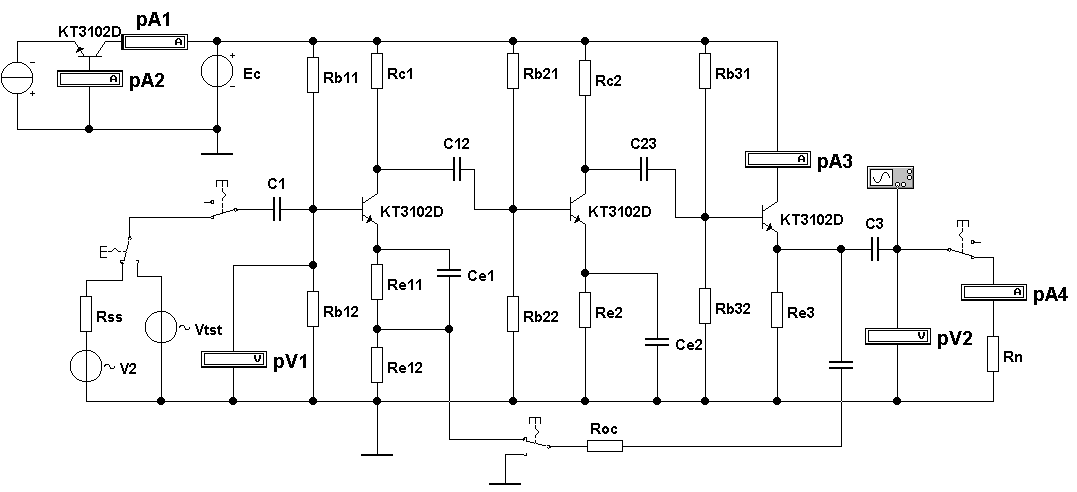 pA1
KT3102D
A
A
pA2
Ec
Rb11
Rc1
Rb21
Rc2
Rb31
C12
C23
A
pA3
C1
KT3102D
KT3102D
KT3102D
C3
E
E
E
Re11
Ce1
Rss
Vtst
Rb12
Rb22
Re2
Rb32
Re3
A
pA4
V
pV1
V
pV2
Ce2
V2
Re12
Rn
E
Roc